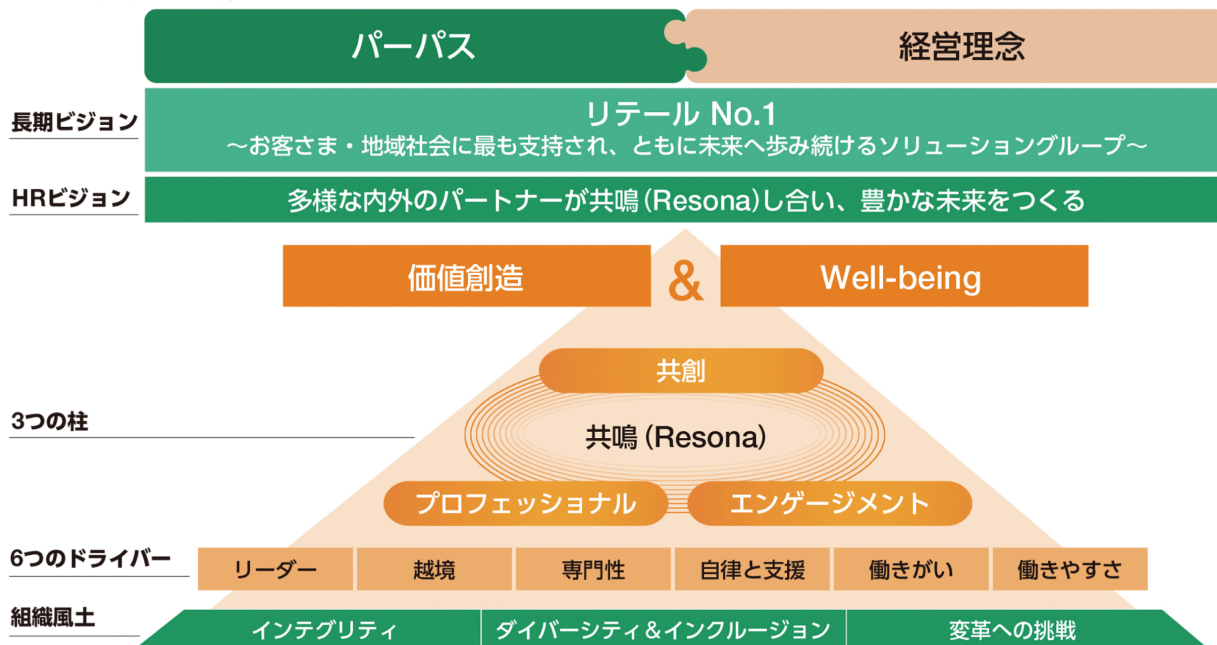 パーパス
経営理念
長期ビジョン
リテール No.1
～お客さま・地域社会に最も支持され、ともに未来へ歩み続けるソリューショングループ～
HRビジョン
多様な内外のパートナーが共鳴(Resona)し合い、豊かな未来をつくる
価値創造
&
Well-being
共創
3つの柱
共鳴(Resona)
プロフェッショナル
エンゲージメント
6つのドライバー
リーダー
越境
専門性
自律と支援
働きがい
働きやすさ
組織風土
インテグリティ
ダイバーシティ&インクルージョン
変革への挑戦